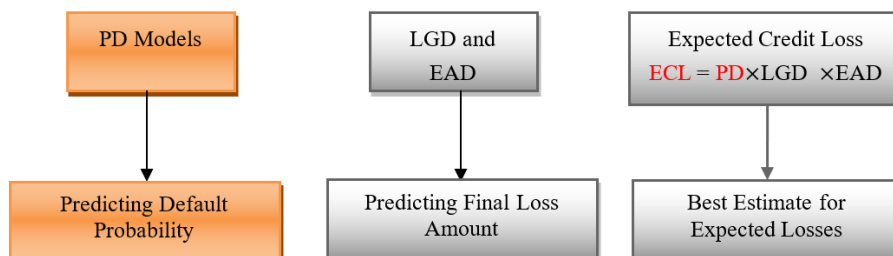 PD Models
LGD and
EAD
Expected Credit Loss
ECL = PD×LGD ×EAD
Predicting Default
Probability
Predicting Final Loss
Amount
Best Estimate for
Expected Losses